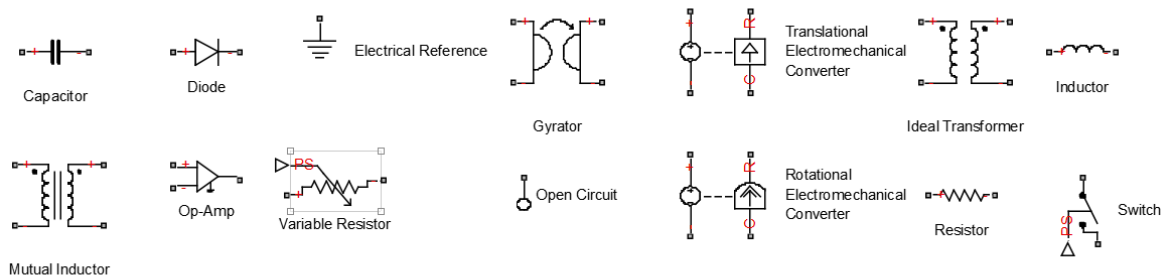 +
-
Capacitor
+
-
Diode
Electrical Reference
+
+
-
-
Gyrator
+
-
R
C
Translational
Electromechanical
Converter
+
+
-
-
Ideal Transformer
+
-
Inductor
+
+
-
-
Mutual Inductor
+
-
Op-Amp
PS
+
-
Variable Resistor
Open Circuit
+
-
R
C
Rotational
Electromechanical
Converter
+
-
Resistor
PS
Switch